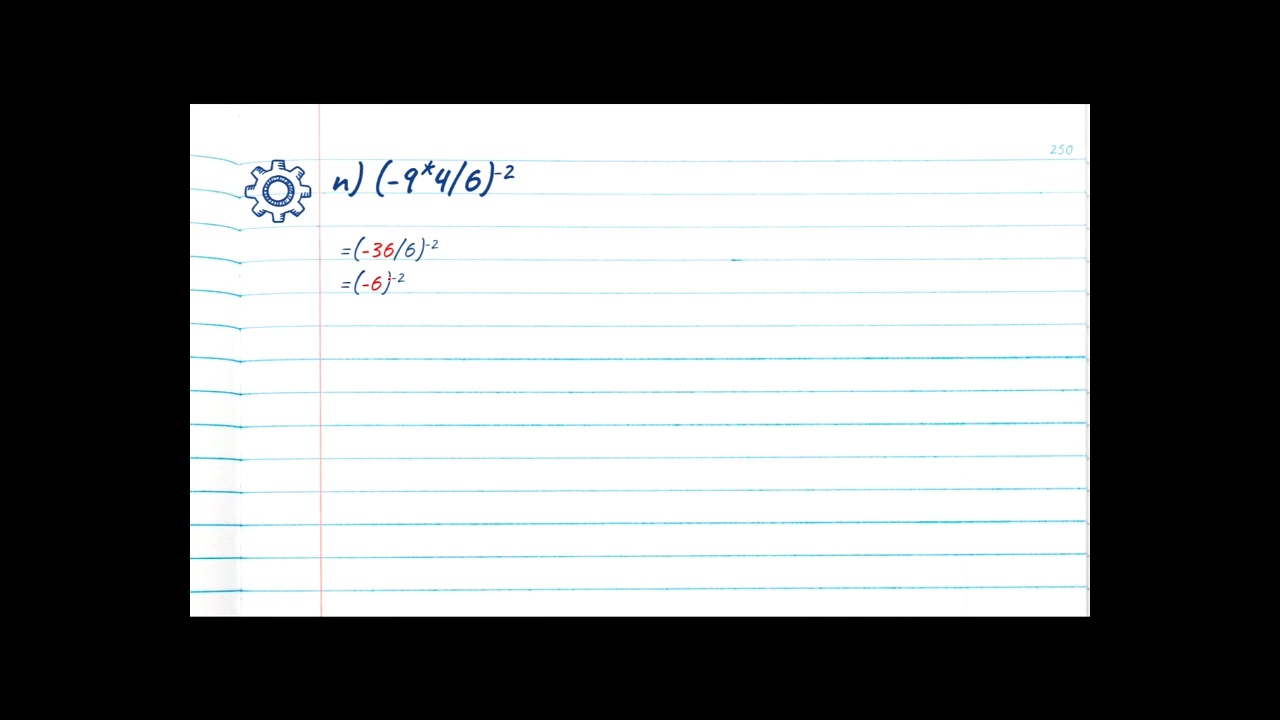 250
n) (-9*4/6)⁻²
=(-36/6)⁻²
=(-6)⁻²